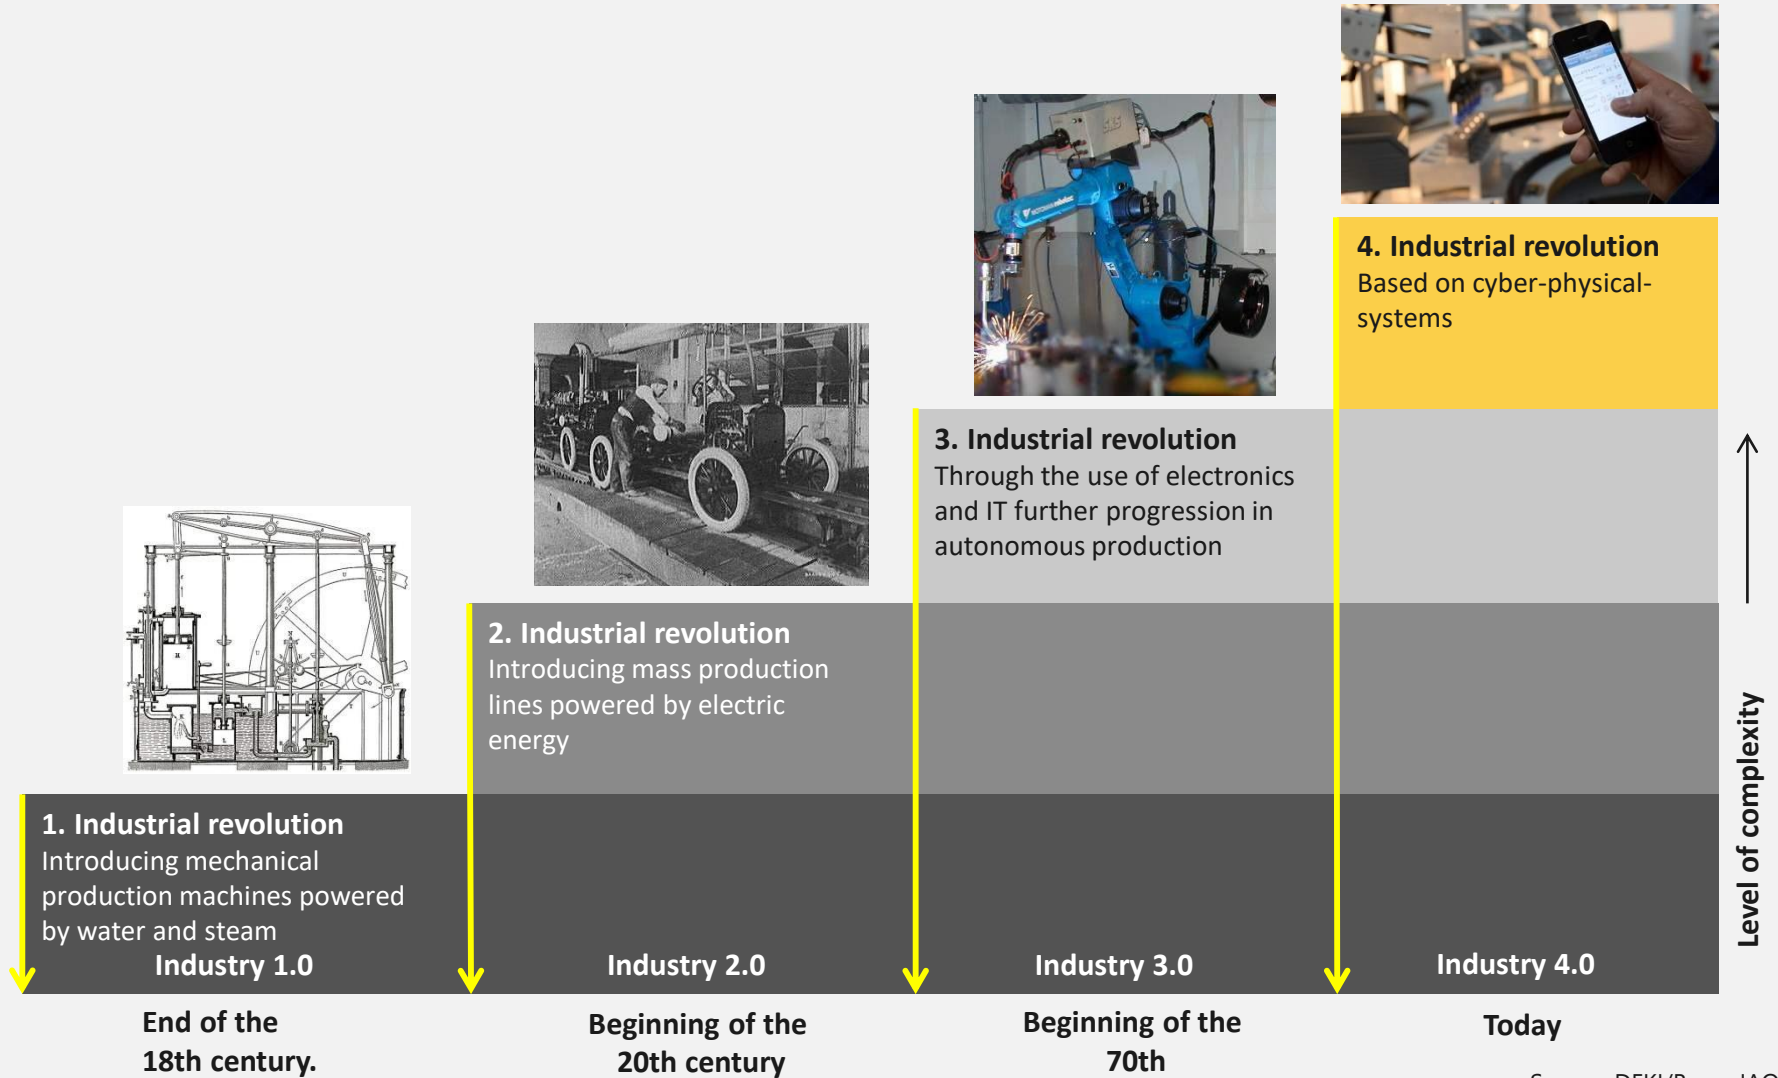 4. Industrial revolution
Based on cyber-physical-
systems
3. Industrial revolution
Through the use of electronics
and IT further progression in
autonomous production
2. Industrial revolution
Introducing mass production
lines powered by electric
energy
1. Industrial revolution
Introducing mechanical
production machines powered
by water and steam
Industry 1.0
Industry 2.0
Industry 3.0
Industry 4.0
End of the
18th century.
Beginning of the
20th century
Beginning of the
70th
Today
Level of complexity